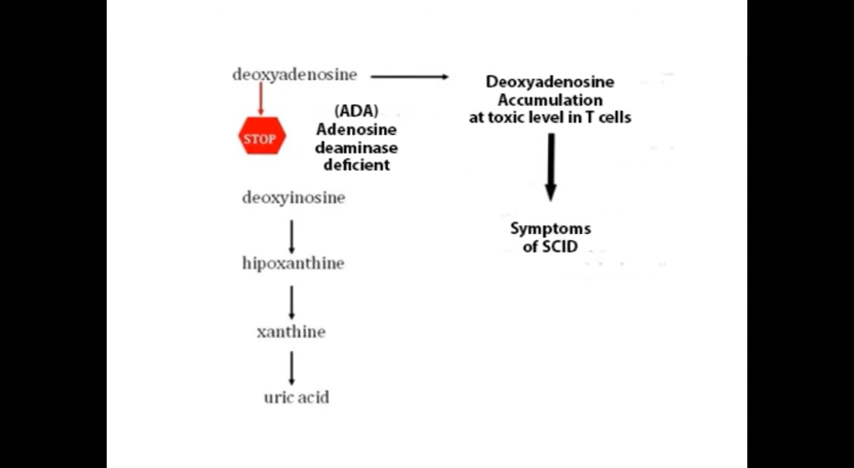 deoxyadenosine
STOP
(ADA)
Adenosine
deaminase
deficient
deoxyinosine
hipoxanthine
xanthine
uric acid
Deoxyadenosine
Accumulation
at toxic level in T cells
Symptoms
of SCID